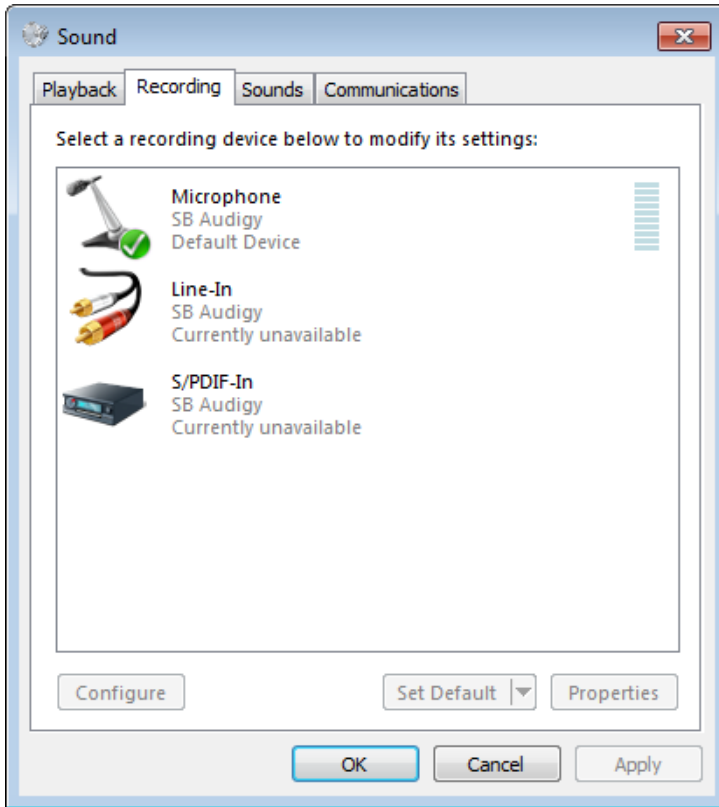 Sound
Playback Recording Sounds Communications
Select a recording device below to modify its settings:
Microphone
SB Audigy
Default Device
Line-In
SB Audigy
Currently unavailable
S/PDIF-In
SB Audigy
Currently unavailable
Configure Set Default Properties
OK Cancel Apply